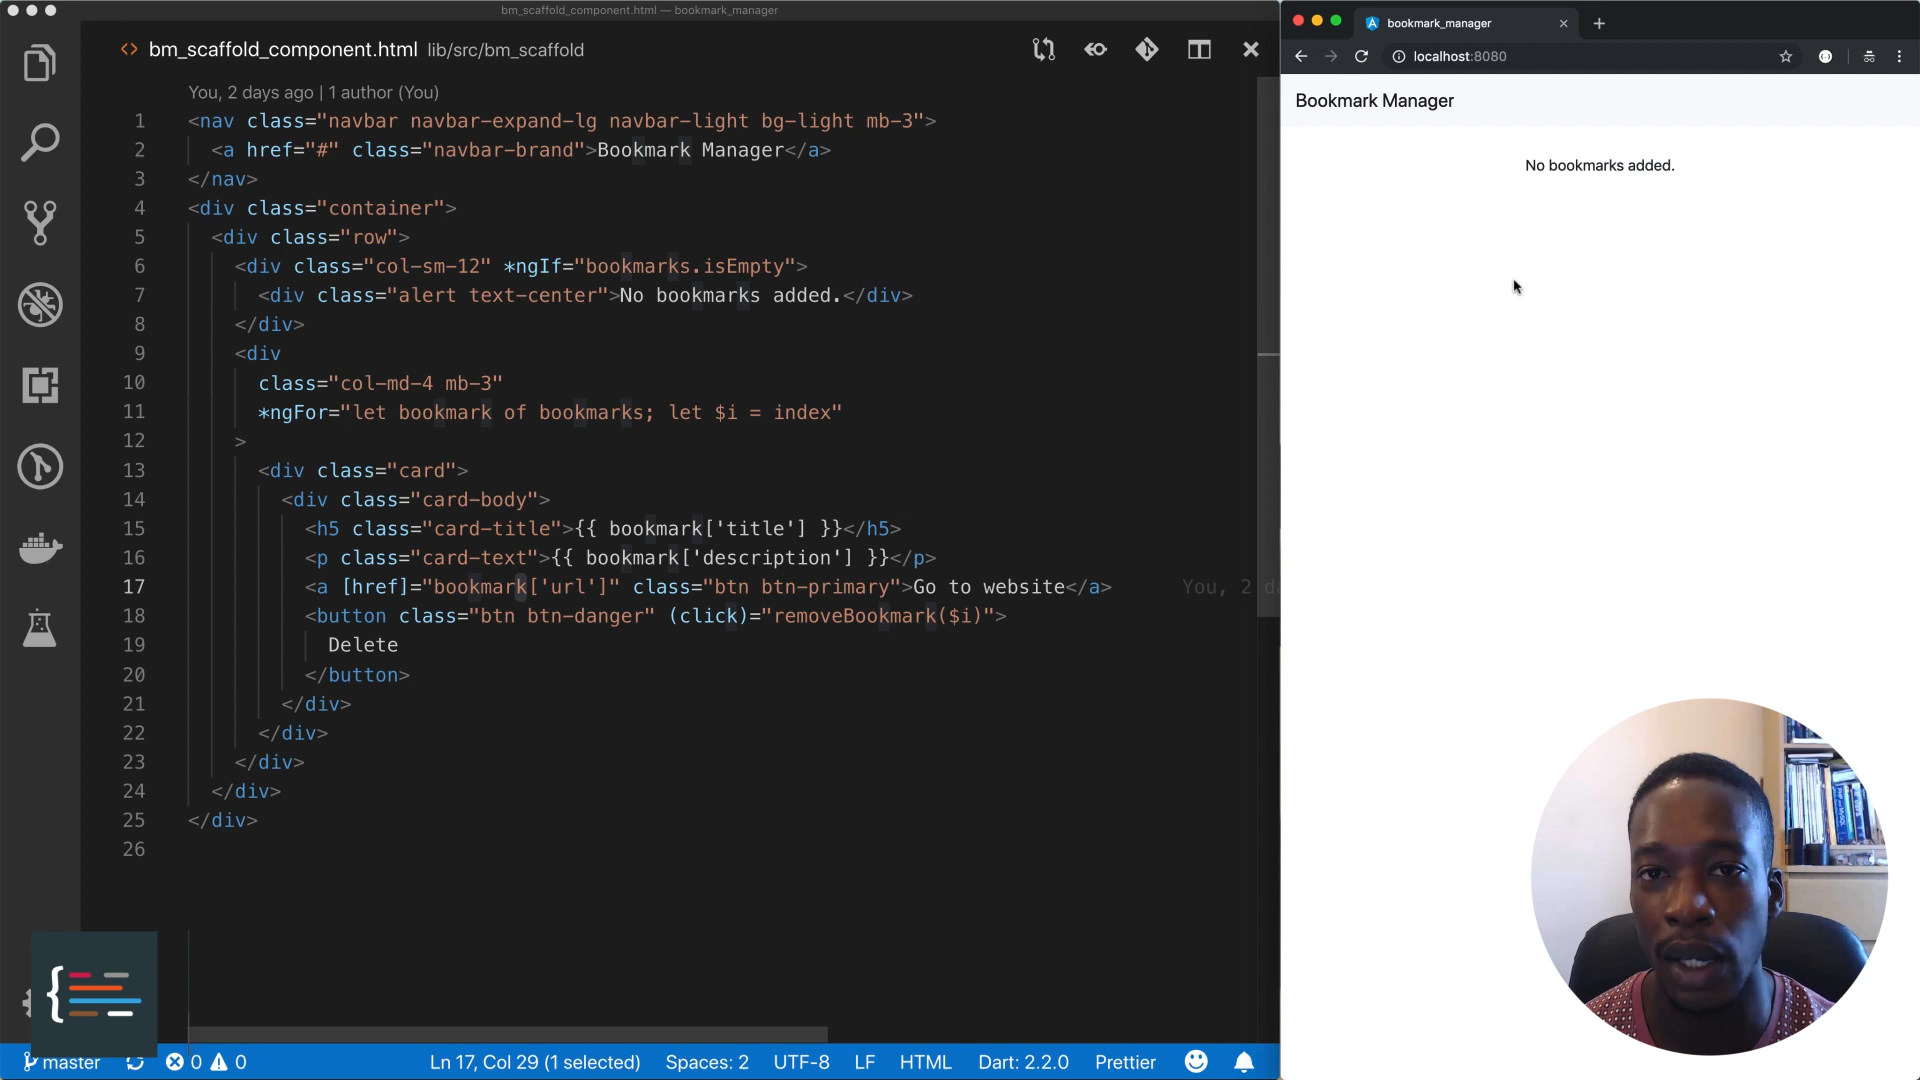 bm_scaffold_component.html — bookmark_manager
<> bm_scaffold_component.html lib/src/bm_scaffold
You, 2 days ago | 1 author (You)
1 <nav class="navbar navbar-expand-lg navbar-light bg-light mb-3">
2 <a href="#" class="navbar-brand">Bookmark Manager</a>
3 </nav>
4 <div class="container">
5 <div class="row">
6 <div class="col-sm-12" *ngIf="bookmarks.isEmpty">
7 <div class="alert text-center">No bookmarks added.</div>
8 </div>
9 <div
10 class="col-md-4 mb-3"
11 *ngFor="let bookmark of bookmarks; let $i = index"
12 >
13 <div class="card">
14 <div class="card-body">
15 <h5 class="card-title">{{ bookmark['title'] }}</h5>
16 <p class="card-text">{{ bookmark['description'] }}</p>
17 <a [href]="bookmark['url']" class="btn btn-primary">Go to website</a> You, 2 d
18 <button class="btn btn-danger" (click)="removeBookmark($i)">
19 Delete
20 </button>
21 </div>
22 </div>
23 </div>
24 </div>
25 </div>
26
master 0 0 Ln 17, Col 29 (1 selected) Spaces: 2 UTF-8 LF HTML Dart: 2.2.0 Prettier
bookmark_manager
localhost:8080
Bookmark Manager
No bookmarks added.